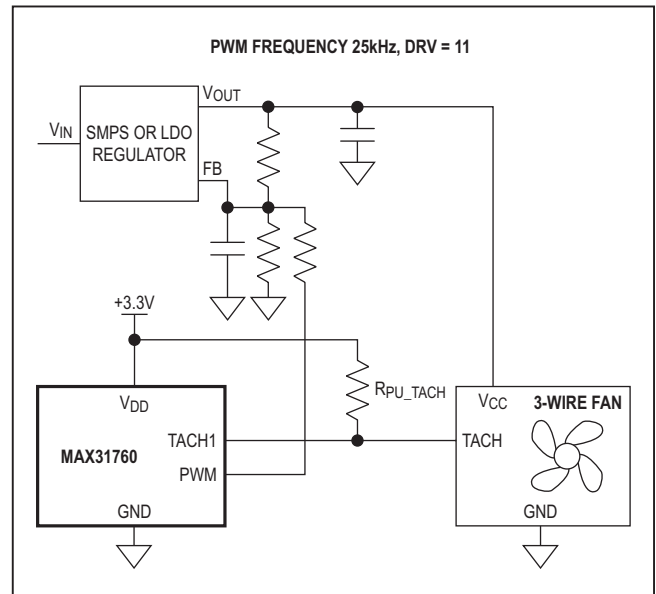 PWM FREQUENCY 25kHz, DRV = 11
VOUT
VIN
SMPS OR LDO
REGULATOR
FB
+3.3V
RPU_TACH
VDD
VCC
3-WIRE FAN
TACH1
TACH
MAX31760
PWM
GND
GND